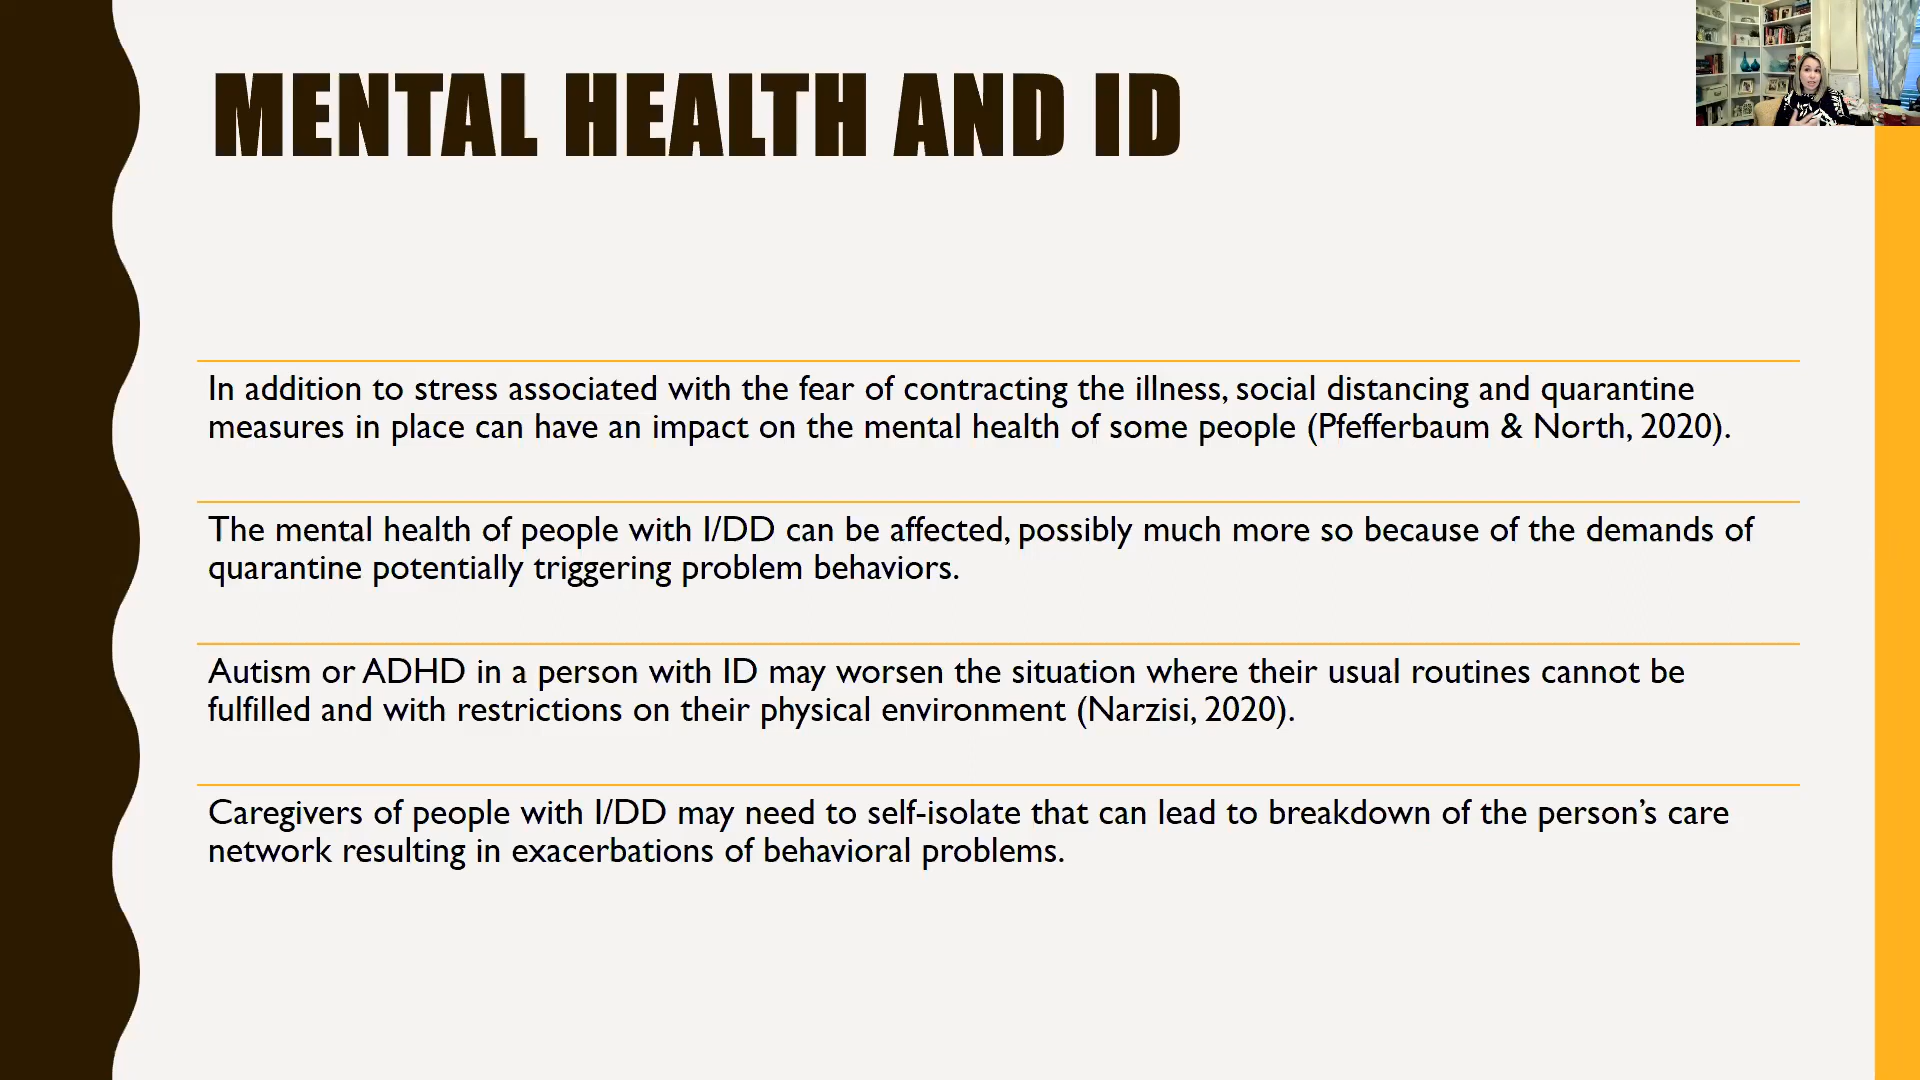 MENTAL HEALTH AND ID
In addition to stress associated with the fear of contracting the illness, social distancing and quarantine
measures in place can have an impact on the mental health of some people (Pfefferbaum & North, 2020).
The mental health of people with I/DD can be affected, possibly much more so because of the demands of
quarantine potentially triggering problem behaviors.
Autism or ADHD in a person with ID may worsen the situation where their usual routines cannot be
fulfilled and with restrictions on their physical environment (Narzisi, 2020).
Caregivers of people with I/DD may need to self-isolate that can lead to breakdown of the person’s care
network resulting in exacerbations of behavioral problems.